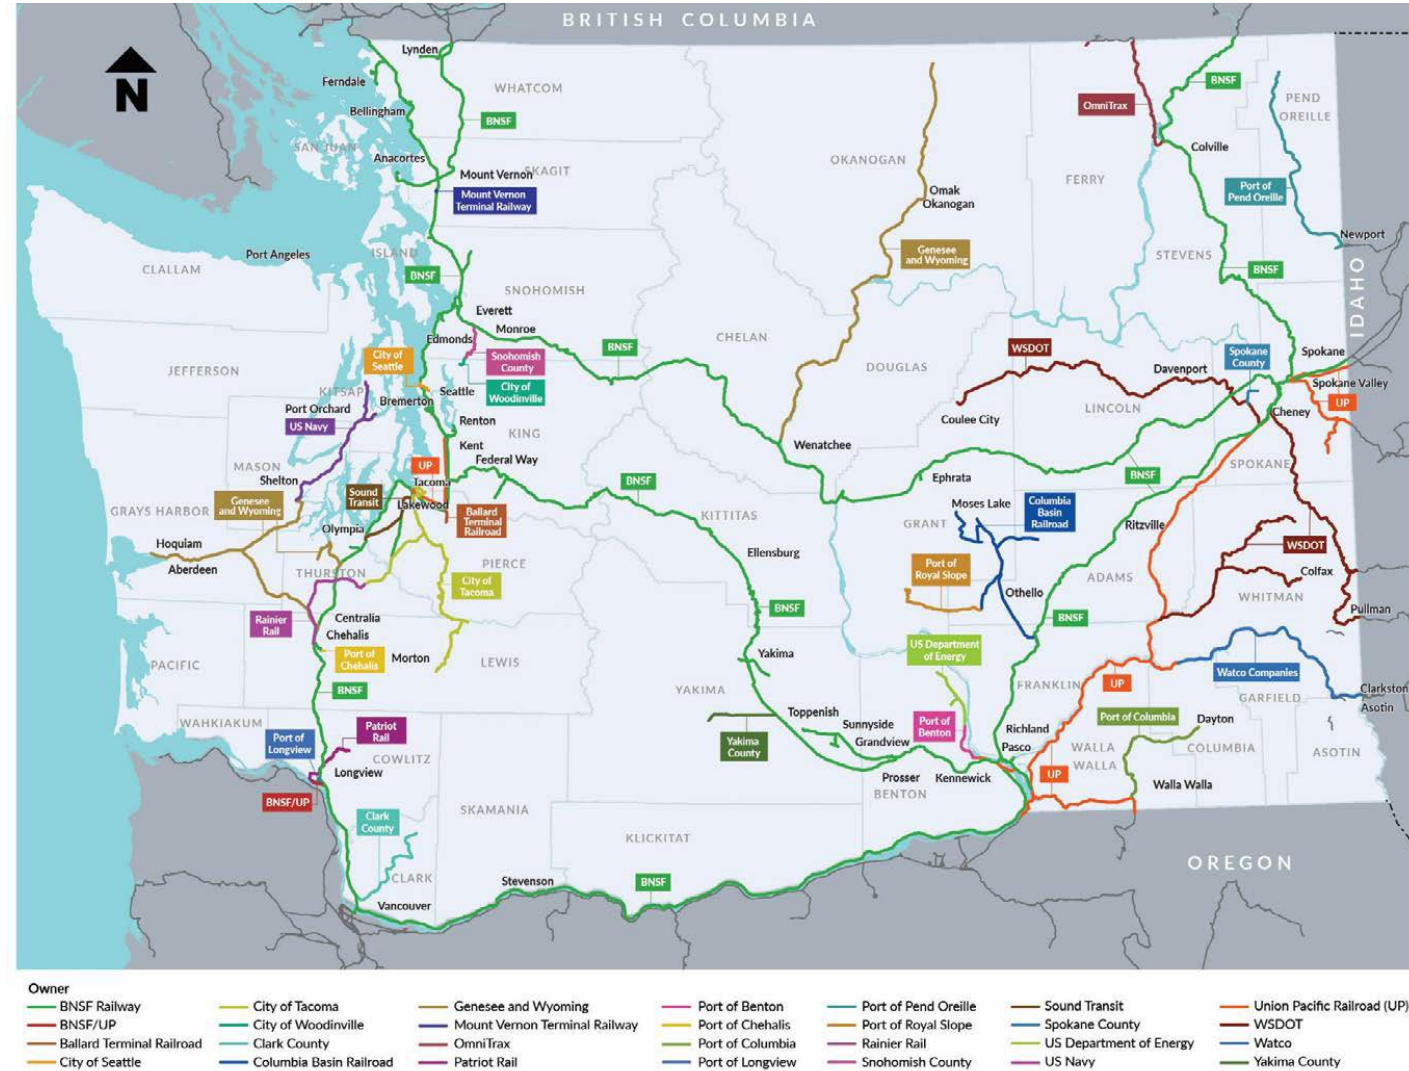 BRITISH COLUMBIA
N
Lynden
Ferndale
WHATCOM
Bellingham
BNSF
SAN JUAN
Anacortes
Mount Vernon
SKAGIT
Mount Vernon
Terminal Railway
OmniTrax
BNSF
PEND
OREILLE
Colville
OKANOGAN
FERRY
Omak
Okanogan
Port of
Pend Oreille
Newport
Genesee
and Wyoming
STEVENS
BNSF
IDAHO
Port Angeles
ISLAND
CLALLAM
BNSF
SNOHOMISH
Everett
Monroe
Edmonds
BNSF
CHELAN
DOUGLAS
WSDOT
Davenport
Spokane
County
Spokane
Spokane Valley
UP
Cheney
LINCOLN
Coulee City
City of
Seattle
Snohomish
County
City of
Woodinville
JEFFERSON
KITSAP
Seattle
Bremerton
Port Orchard
US Navy
Renton
KING
Kent
Federal Way
Wenatchee
Ephrata
BNSF
SPOKANE
MASON
Shelton
UP
Tacoma
Sound
Transit
Lakewood
BNSF
Genesee
and Wyoming
GRAYS HARBOR
Olympia
Ballard
Terminal
Railroad
KITTITAS
GRANT
Moses Lake
Columbia
Basin
Railroad
Ritzville
WSDOT
Hoquiam
Aberdeen
Ellensburg
THURSTON
PIERCE
City of
Tacoma
Port of
Royal Slope
Othello
ADAMS
Colfax
WHITMAN
Pullman
Rainier
Rail
Centralia
Chehalis
BNSF
BNSF
Port of
Chehalis
Morton
LEWIS
PACIFIC
Yakima
US Department
of Energy
Watco Companies
BNSF
YAKIMA
FRANKLIN
UP
GARFIELD
Clarkston
Asotin
WAHKIAKUM
Port of
Longview
Patriot
Rail
Toppenish
Sunnyside
Grandview
Port of
Benton
Richland
Pasco
Port of Columbia
Dayton
Yakima
County
WALLA
WALLA
COLUMBIA
ASOTIN
COWLITZ
Longview
BNSF/UP
Prosser
Kennewick
BENTON
UP
Walla Walla
SKAMANIA
Clark
County
KLICKITAT
CLARK
OREGON
Stevenson
BNSF
Vancouver
Owner
BNSF Railway
BNSF/UP
Ballard Terminal Railroad
City of Seattle
City of Tacoma
City of Woodinville
Clark County
Columbia Basin Railroad
Genesee and Wyoming
Mount Vernon Terminal Railway
OmniTrax
Patriot Rail
Port of Benton
Port of Chehalis
Port of Columbia
Port of Longview
Port of Pend Oreille
Port of Royal Slope
Rainier Rail
Snohomish County
Sound Transit
Spokane County
US Department of Energy
US Navy
Union Pacific Railroad (UP)
WSDOT
Watco
Yakima County